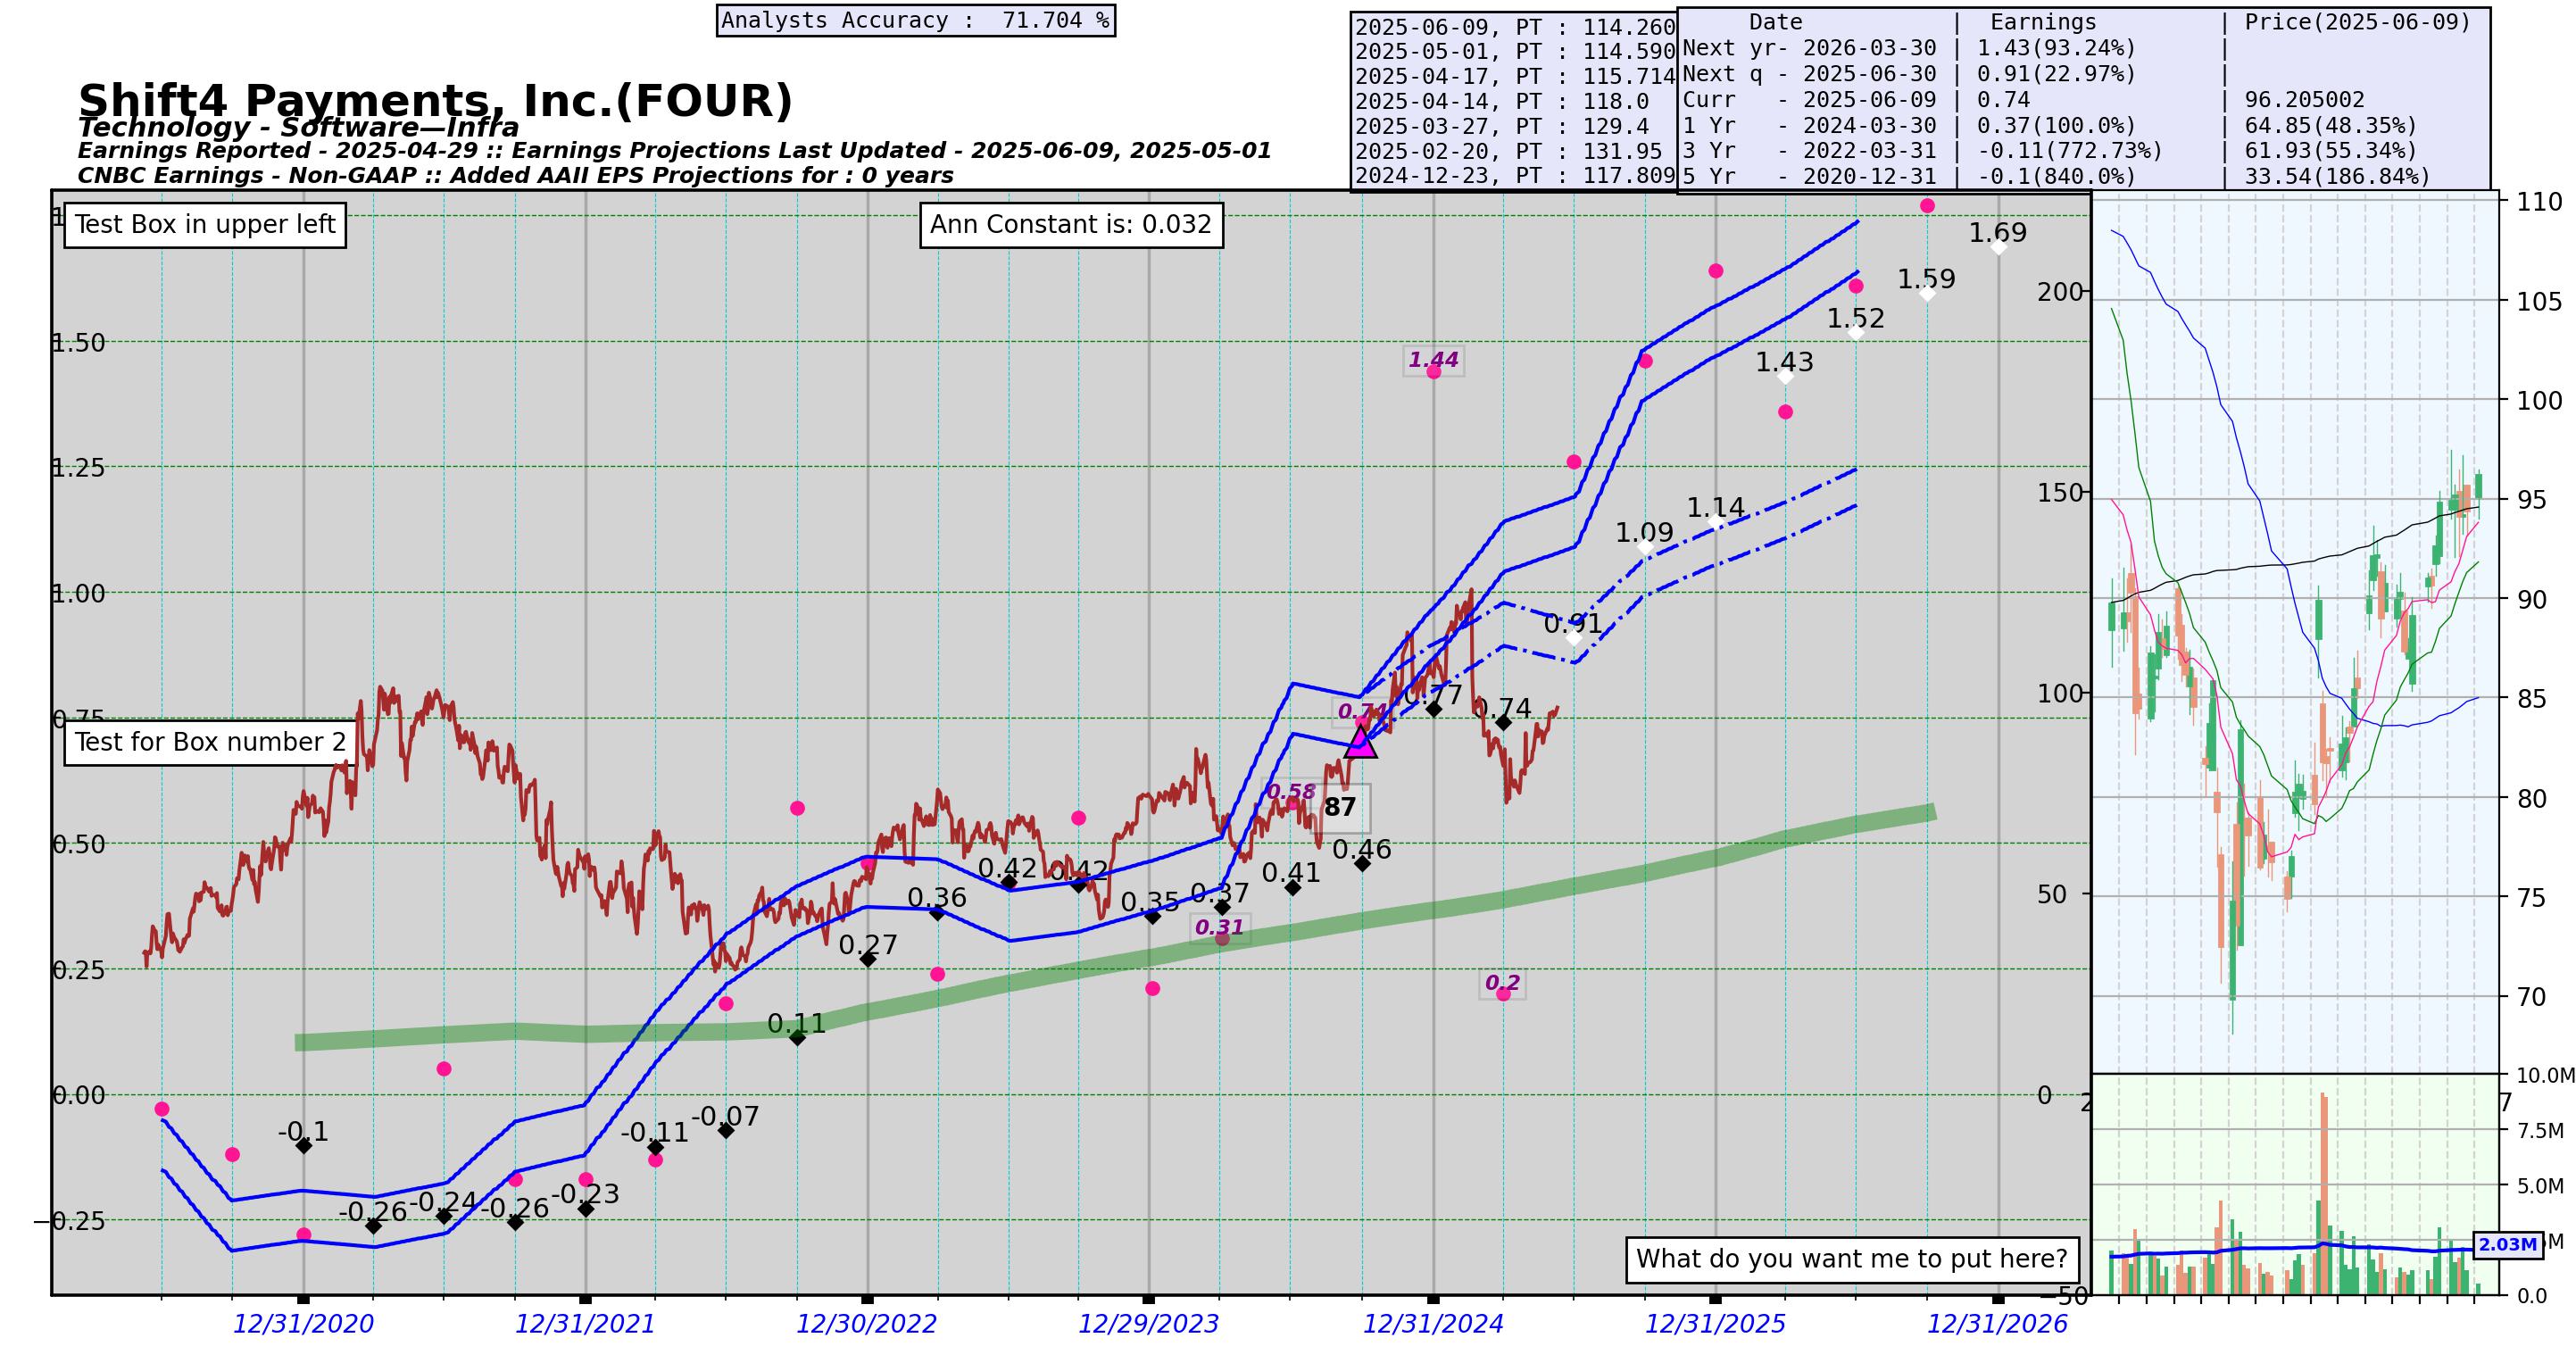 Analysts Accuracy :  71.704 %
2025-06-09, PT : 114.260
2025-05-01, PT : 114.590
2025-04-17, PT : 115.714
2025-04-14, PT : 118.0
2025-03-27, PT : 129.4
2025-02-20, PT : 131.95
2024-12-23, PT : 117.809
Date | Earnings | Price(2025-06-09)
Next yr- 2026-03-30 | 1.43(93.24%) |
Next q - 2025-06-30 | 0.91(22.97%) |
Curr - 2025-06-09 | 0.74 | 96.205002
1 Yr - 2024-03-30 | 0.37(100.0%) | 64.85(48.35%)
3 Yr - 2022-03-31 | -0.11(772.73%) | 61.93(55.34%)
5 Yr - 2020-12-31 | -0.1(840.0%) | 33.54(186.84%)
Shift4 Payments, Inc.(FOUR)
Technology - Software—Infra
Earnings Reported - 2025-04-29 :: Earnings Projections Last Updated - 2025-06-09, 2025-05-01
CNBC Earnings - Non-GAAP :: Added AAII EPS Projections for : 0 years
Test Box in upper left
Ann Constant is: 0.032
1.50
1.25
1.00
0.75
0.50
0.25
0.00
−0.25
Test for Box number 2
-0.1
-0.26
-0.24
-0.26
-0.23
-0.11
-0.07
0.11
0.27
0.36
0.42
0.42
0.35
0.37
0.31
0.41
0.58
0.46
87
0.74
0.77
1.44
0.74
0.2
0.91
1.09
1.14
1.43
1.52
1.59
1.69
200
150
100
50
0
−50
What do you want me to put here?
110
105
100
95
90
85
80
75
70
10.0M
7.5M
5.0M
2.03M
0.0
12/31/2020
12/31/2021
12/30/2022
12/29/2023
12/31/2024
12/31/2025
12/31/2026